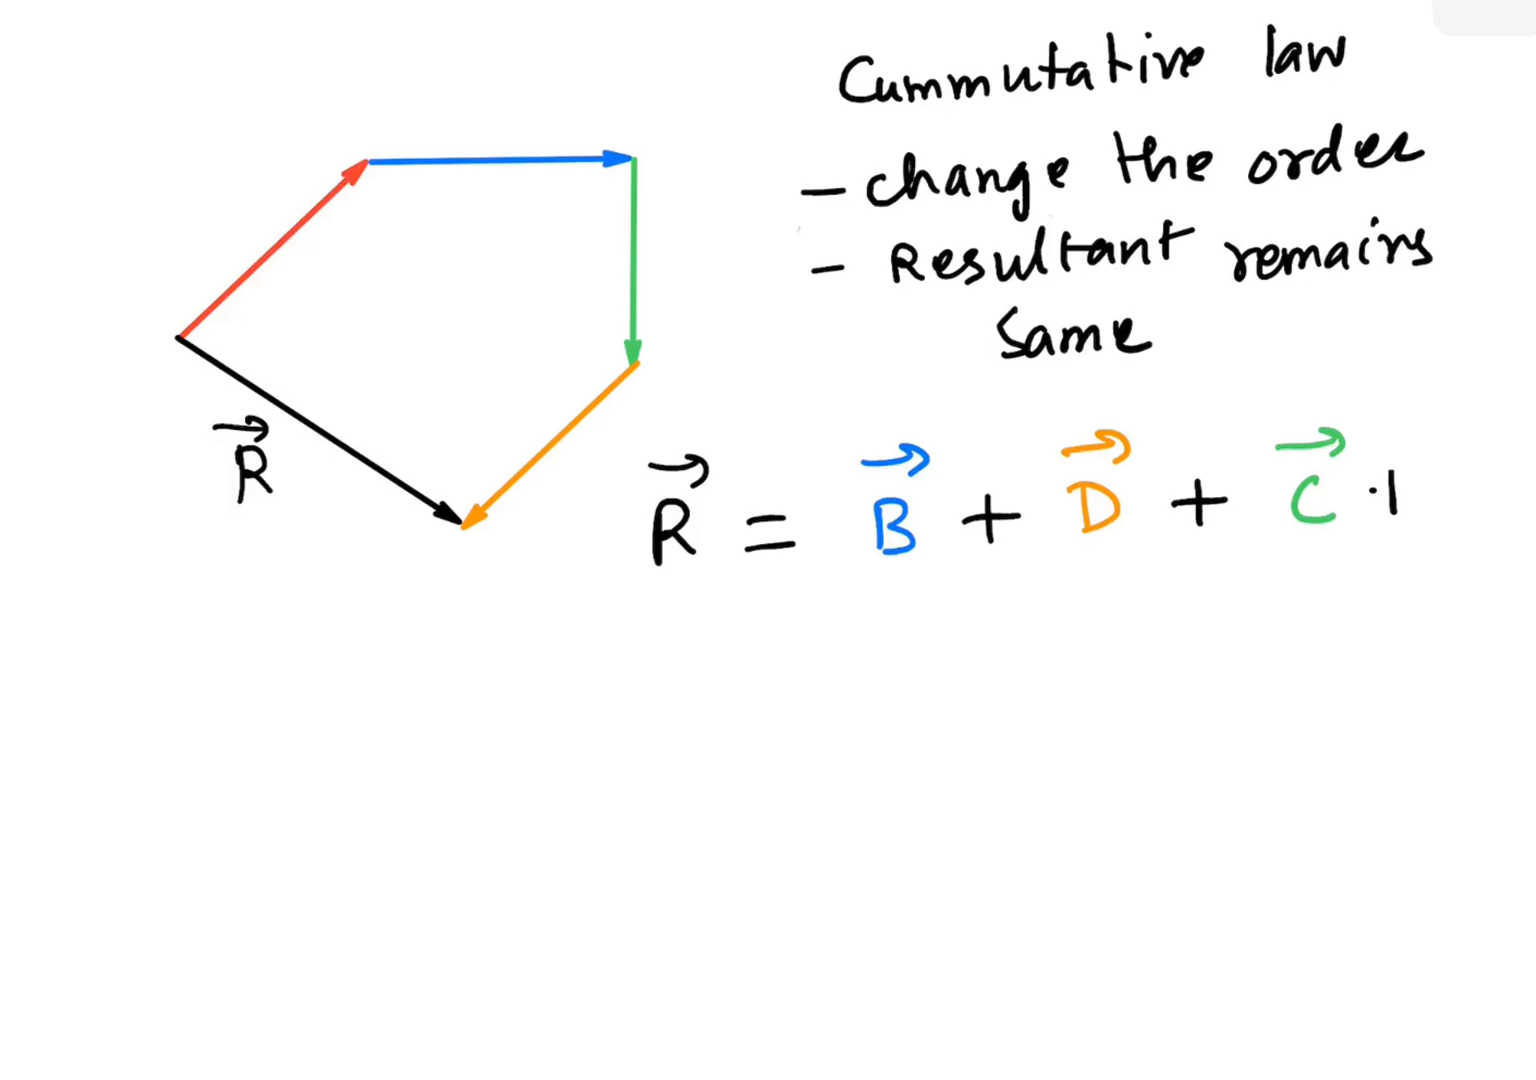 Cummutative law
- change the order
- Resultant remains
same
R
R = B + D + C